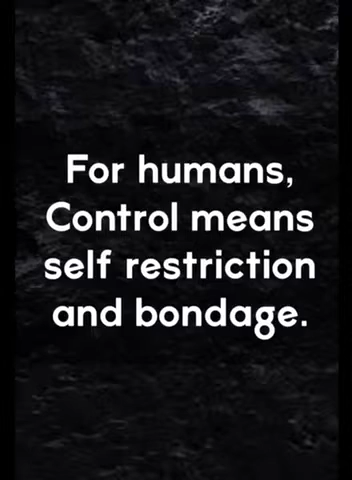 For humans,
Control means
self restriction
and bondage.